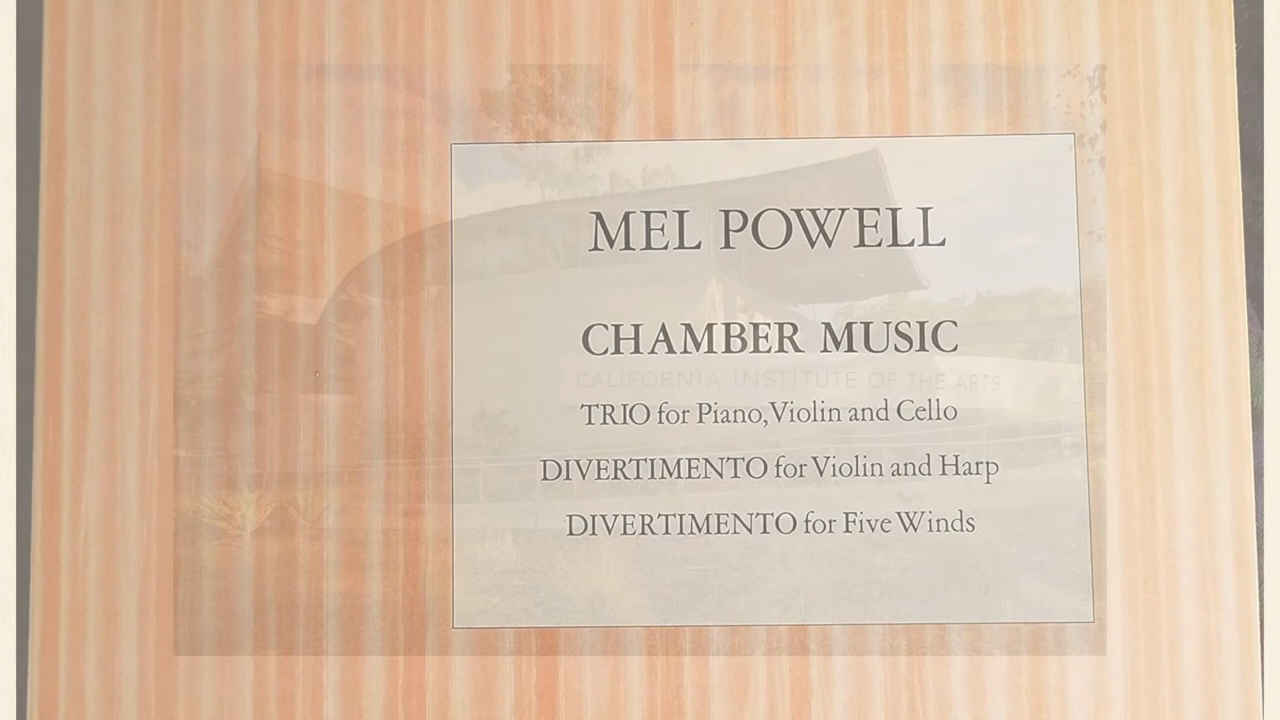 MEL POWELL
CHAMBER MUSIC
CALIFORNIA INSTITUTE OF THE ARTS
TRIO for Piano, Violin and Cello
DIVERTIMENTO for Violin and Harp
DIVERTIMENTO for Five Winds